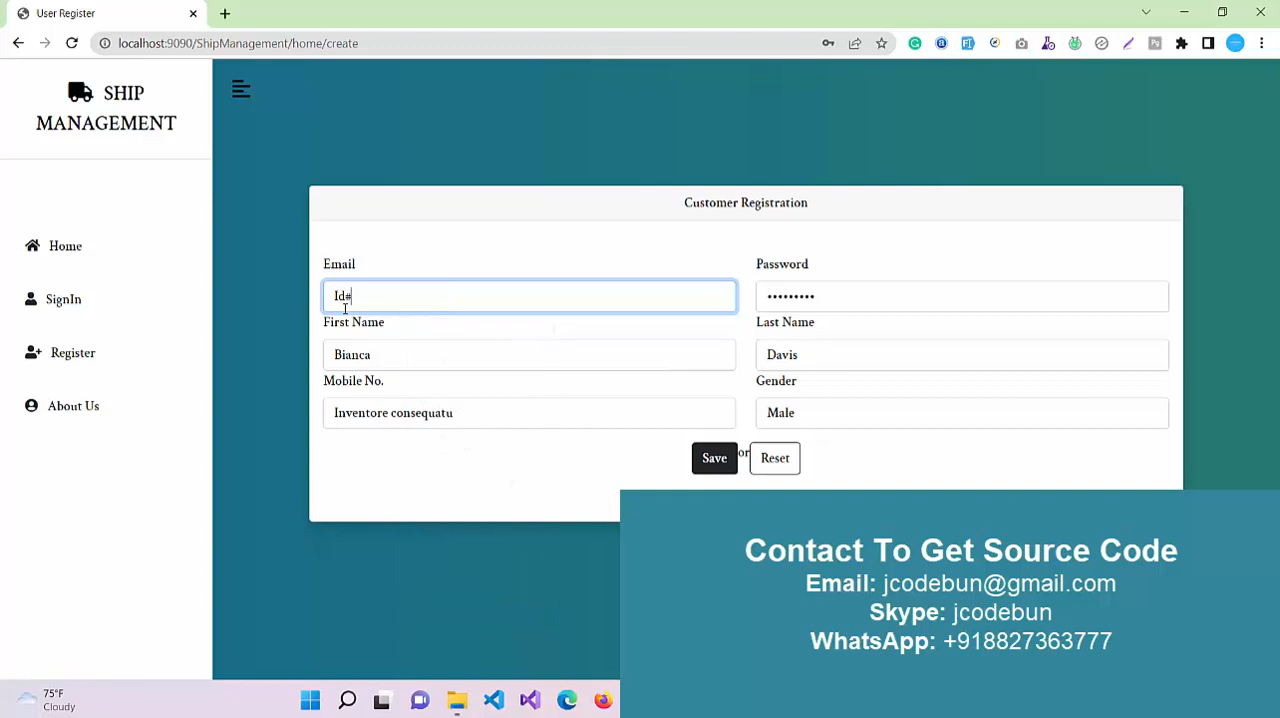 User Register
localhost:9090/ShipManagement/home/create
SHIP
MANAGEMENT
Home
SignIn
Register
About Us
Customer Registration
Email
Password
Id#
•••••••••
First Name
Last Name
Bianca
Davis
Mobile No.
Gender
Inventore consequatu
Male
Save or Reset
Contact To Get Source Code
Email: jcodebun@gmail.com
Skype: jcodebun
WhatsApp: +918827363777
75°F
Cloudy